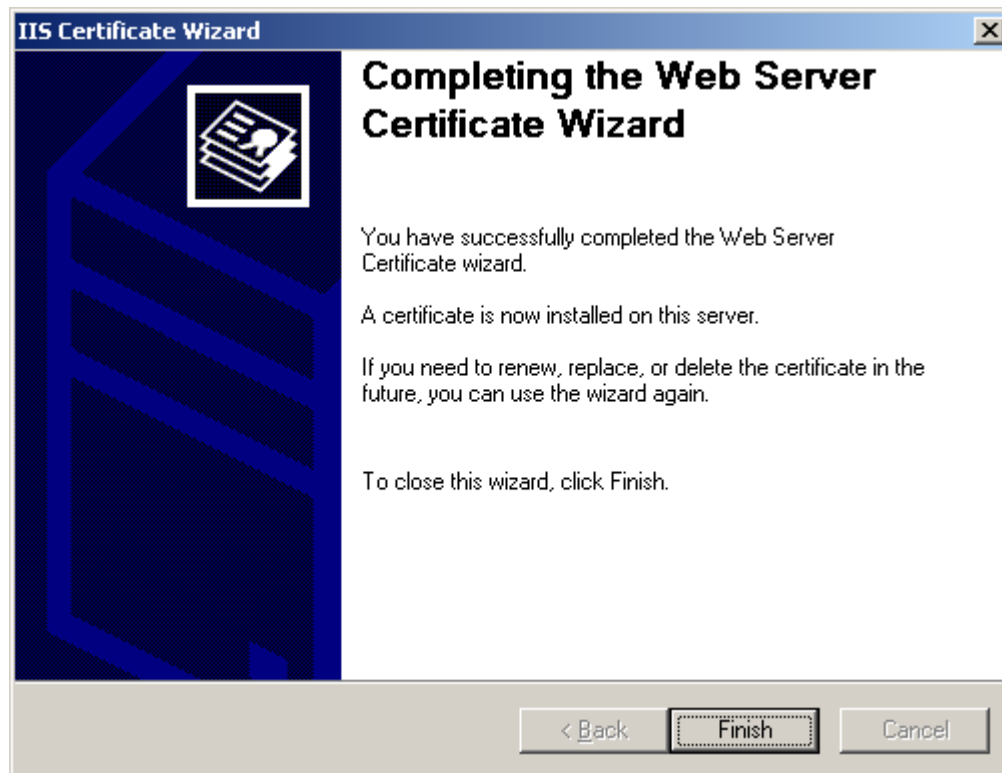 IIS Certificate Wizard
Completing the Web Server
Certificate Wizard
You have successfully completed the Web Server
Certificate wizard.
A certificate is now installed on this server.
If you need to renew, replace, or delete the certificate in the
future, you can use the wizard again.
To close this wizard, click Finish.
< Back
Finish
Cancel